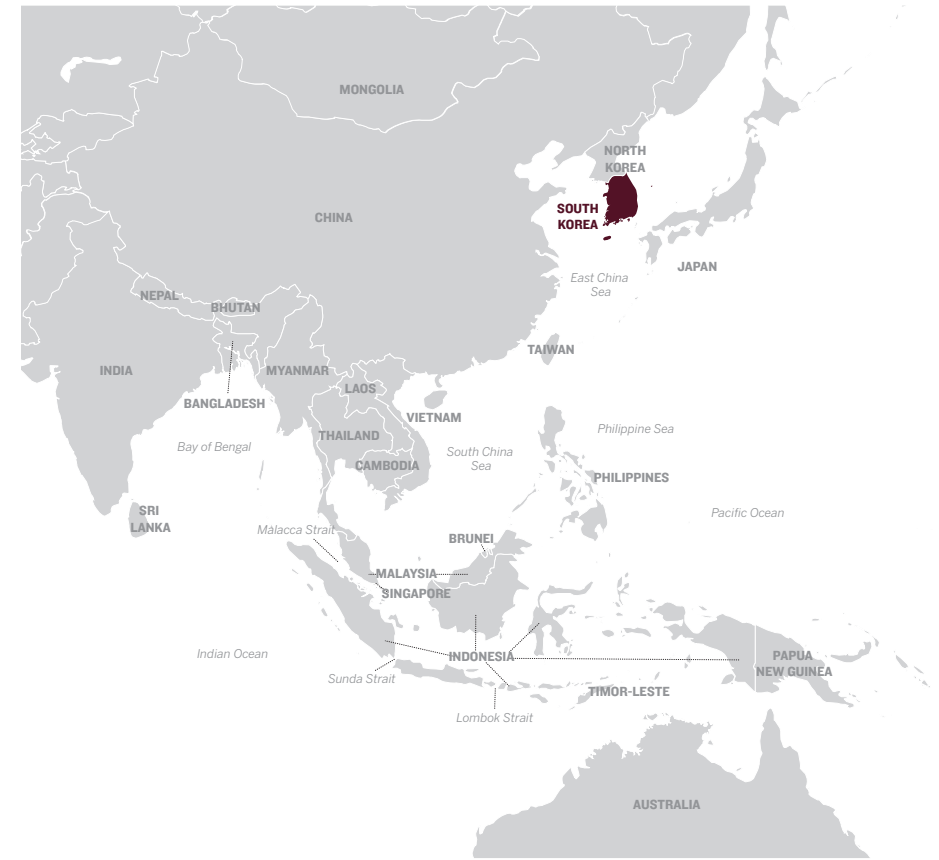 MONGOLIA
NORTH
KOREA
SOUTH
KOREA
CHINA
JAPAN
East China
Sea
NEPAL
BHUTAN
TAIWAN
INDIA
MYANMAR
LAOS
BANGLADESH
VIETNAM
Philippine Sea
THAILAND
Bay of Bengal
South China
Sea
CAMBODIA
PHILIPPINES
SRI
LANKA
Pacific Ocean
Malacca Strait
BRUNEI
MALAYSIA
SINGAPORE
Indian Ocean
INDONESIA
PAPUA
NEW GUINEA
Sunda Strait
TIMOR-LESTE
Lombok Strait
AUSTRALIA